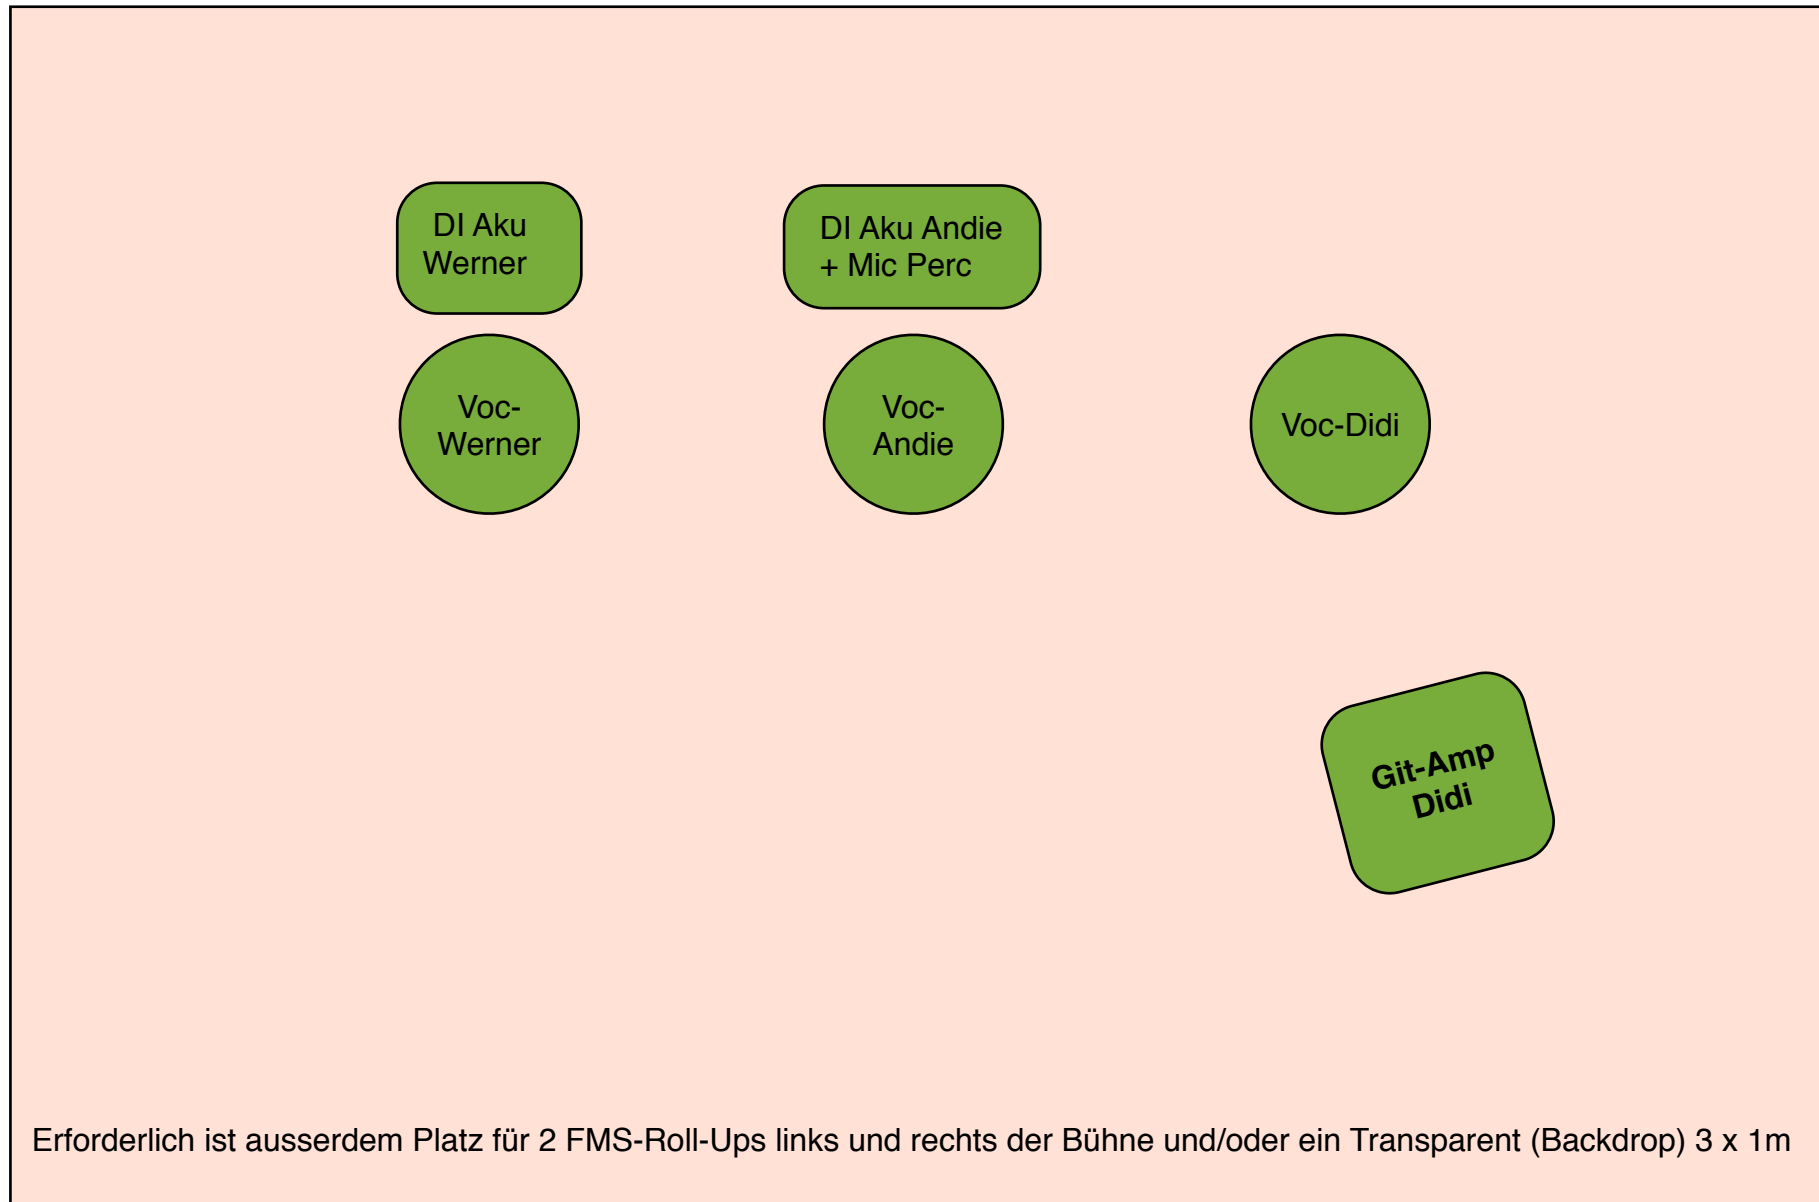 DI Aku
Werner
DI Aku Andie
+ Mic Perc
Voc-
Werner
Voc-
Andie
Voc-Didi
Git-Amp
Didi
Erforderlich ist ausserdem Platz für 2 FMS-Roll-Ups links und rechts der Bühne und/oder ein Transparent (Backdrop) 3 x 1m